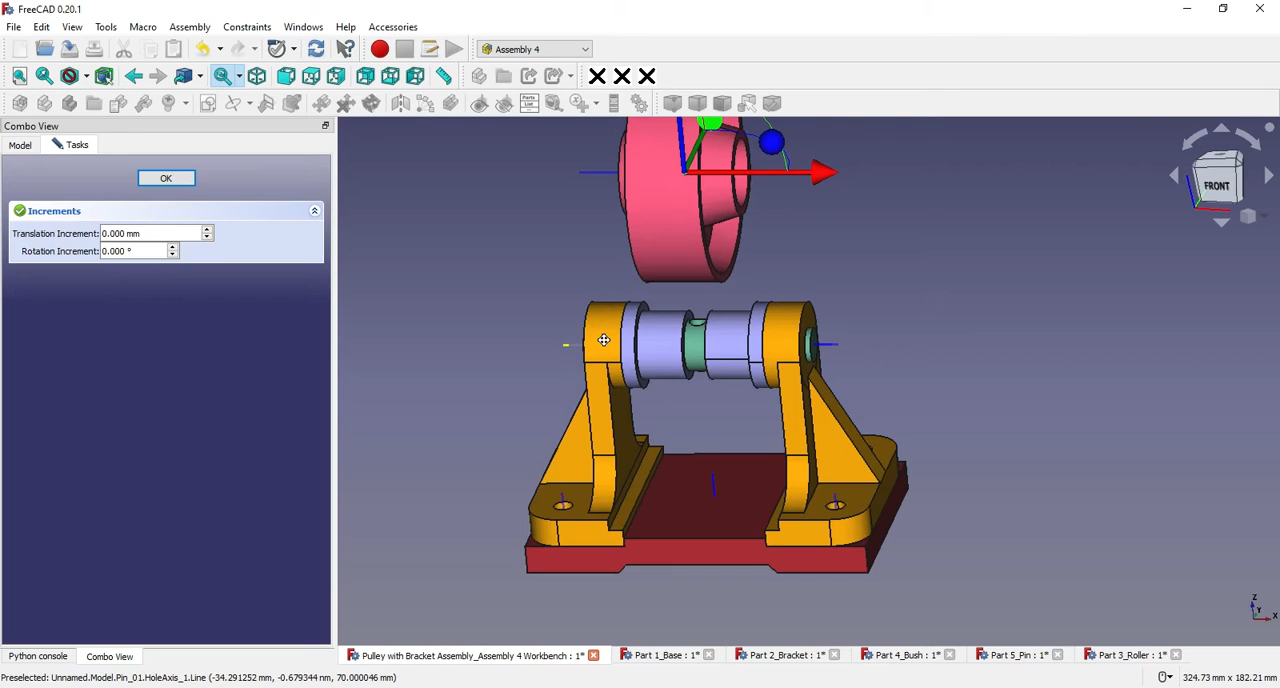 FreeCAD 0.20.1
File Edit View Tools Macro Assembly Constraints Windows Help Accessories
Assembly 4
Combo View
Model Tasks
OK
Increments
Translation Increment: 0.000 mm
Rotation Increment: 0.000 °
FRONT
Z
Y
X
Python console Combo View
Pulley with Bracket Assembly_Assembly 4 Workbench : 1* Part 1_Base : 1* Part 2_Bracket : 1* Part 4_Bush : 1* Part 5_Pin : 1* Part 3_Roller : 1*
Preselected: Unnamed.Model.Pin_01.HoleAxis_1.Line (-34.291252 mm, -0.679344 nm, 70.000046 mm) 324.73 mm x 182.21 mm